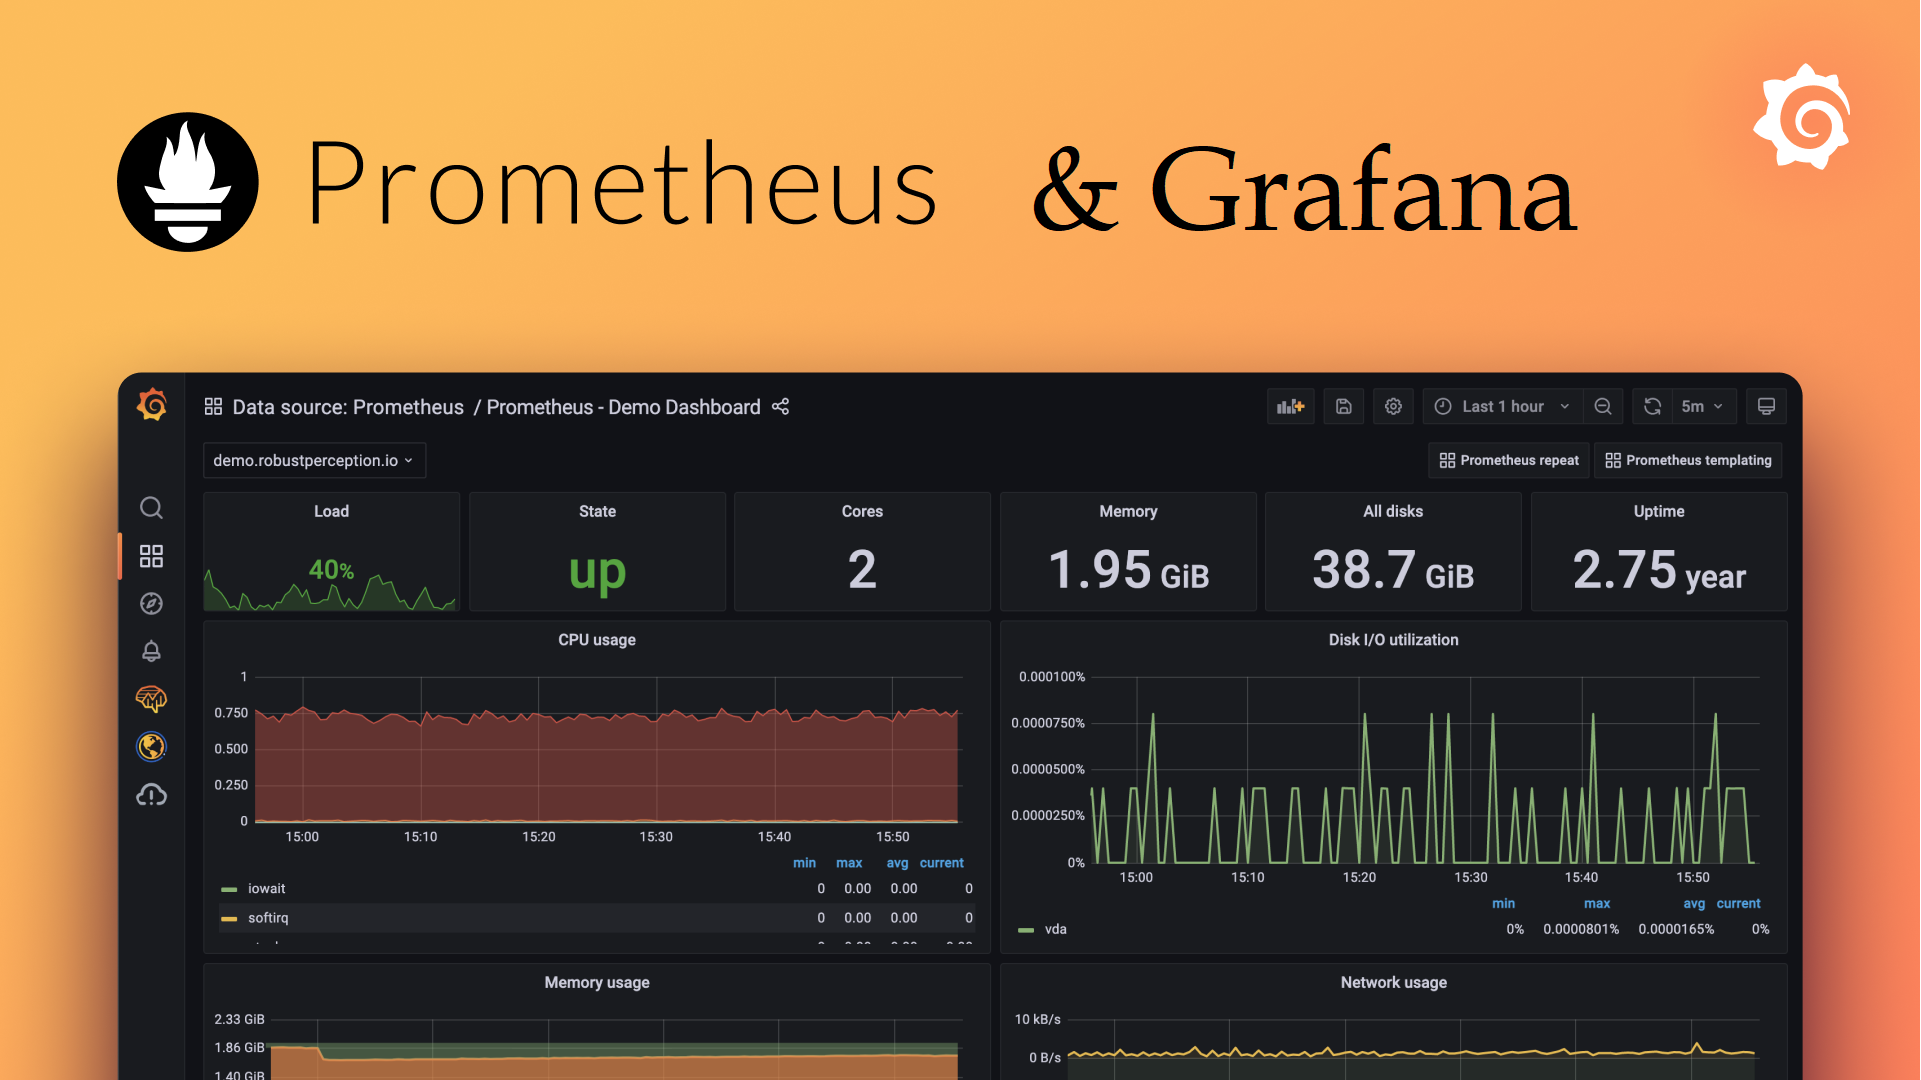 Prometheus & Grafana
Data source: Prometheus / Prometheus - Demo Dashboard
Last 1 hour
5m
demo.robustperception.io
Prometheus repeat
Prometheus templating
Load
40%
State
up
Cores
2
Memory
1.95 GiB
All disks
38.7 GiB
Uptime
2.75 year
CPU usage
1
0.750
0.500
0.250
0
15:00 15:10 15:20 15:30 15:40 15:50
min max avg current
iowait 0 0.00 0.00 0
softirq 0 0.00 0.00 0
Disk I/O utilization
0.000100%
0.0000750%
0.0000500%
0.0000250%
0%
15:00 15:10 15:20 15:30 15:40 15:50
min max avg current
vda 0% 0.0000801% 0.0000165% 0%
Memory usage
2.33 GiB
1.86 GiB
1.40 GiB
Network usage
10 kB/s
0 B/s